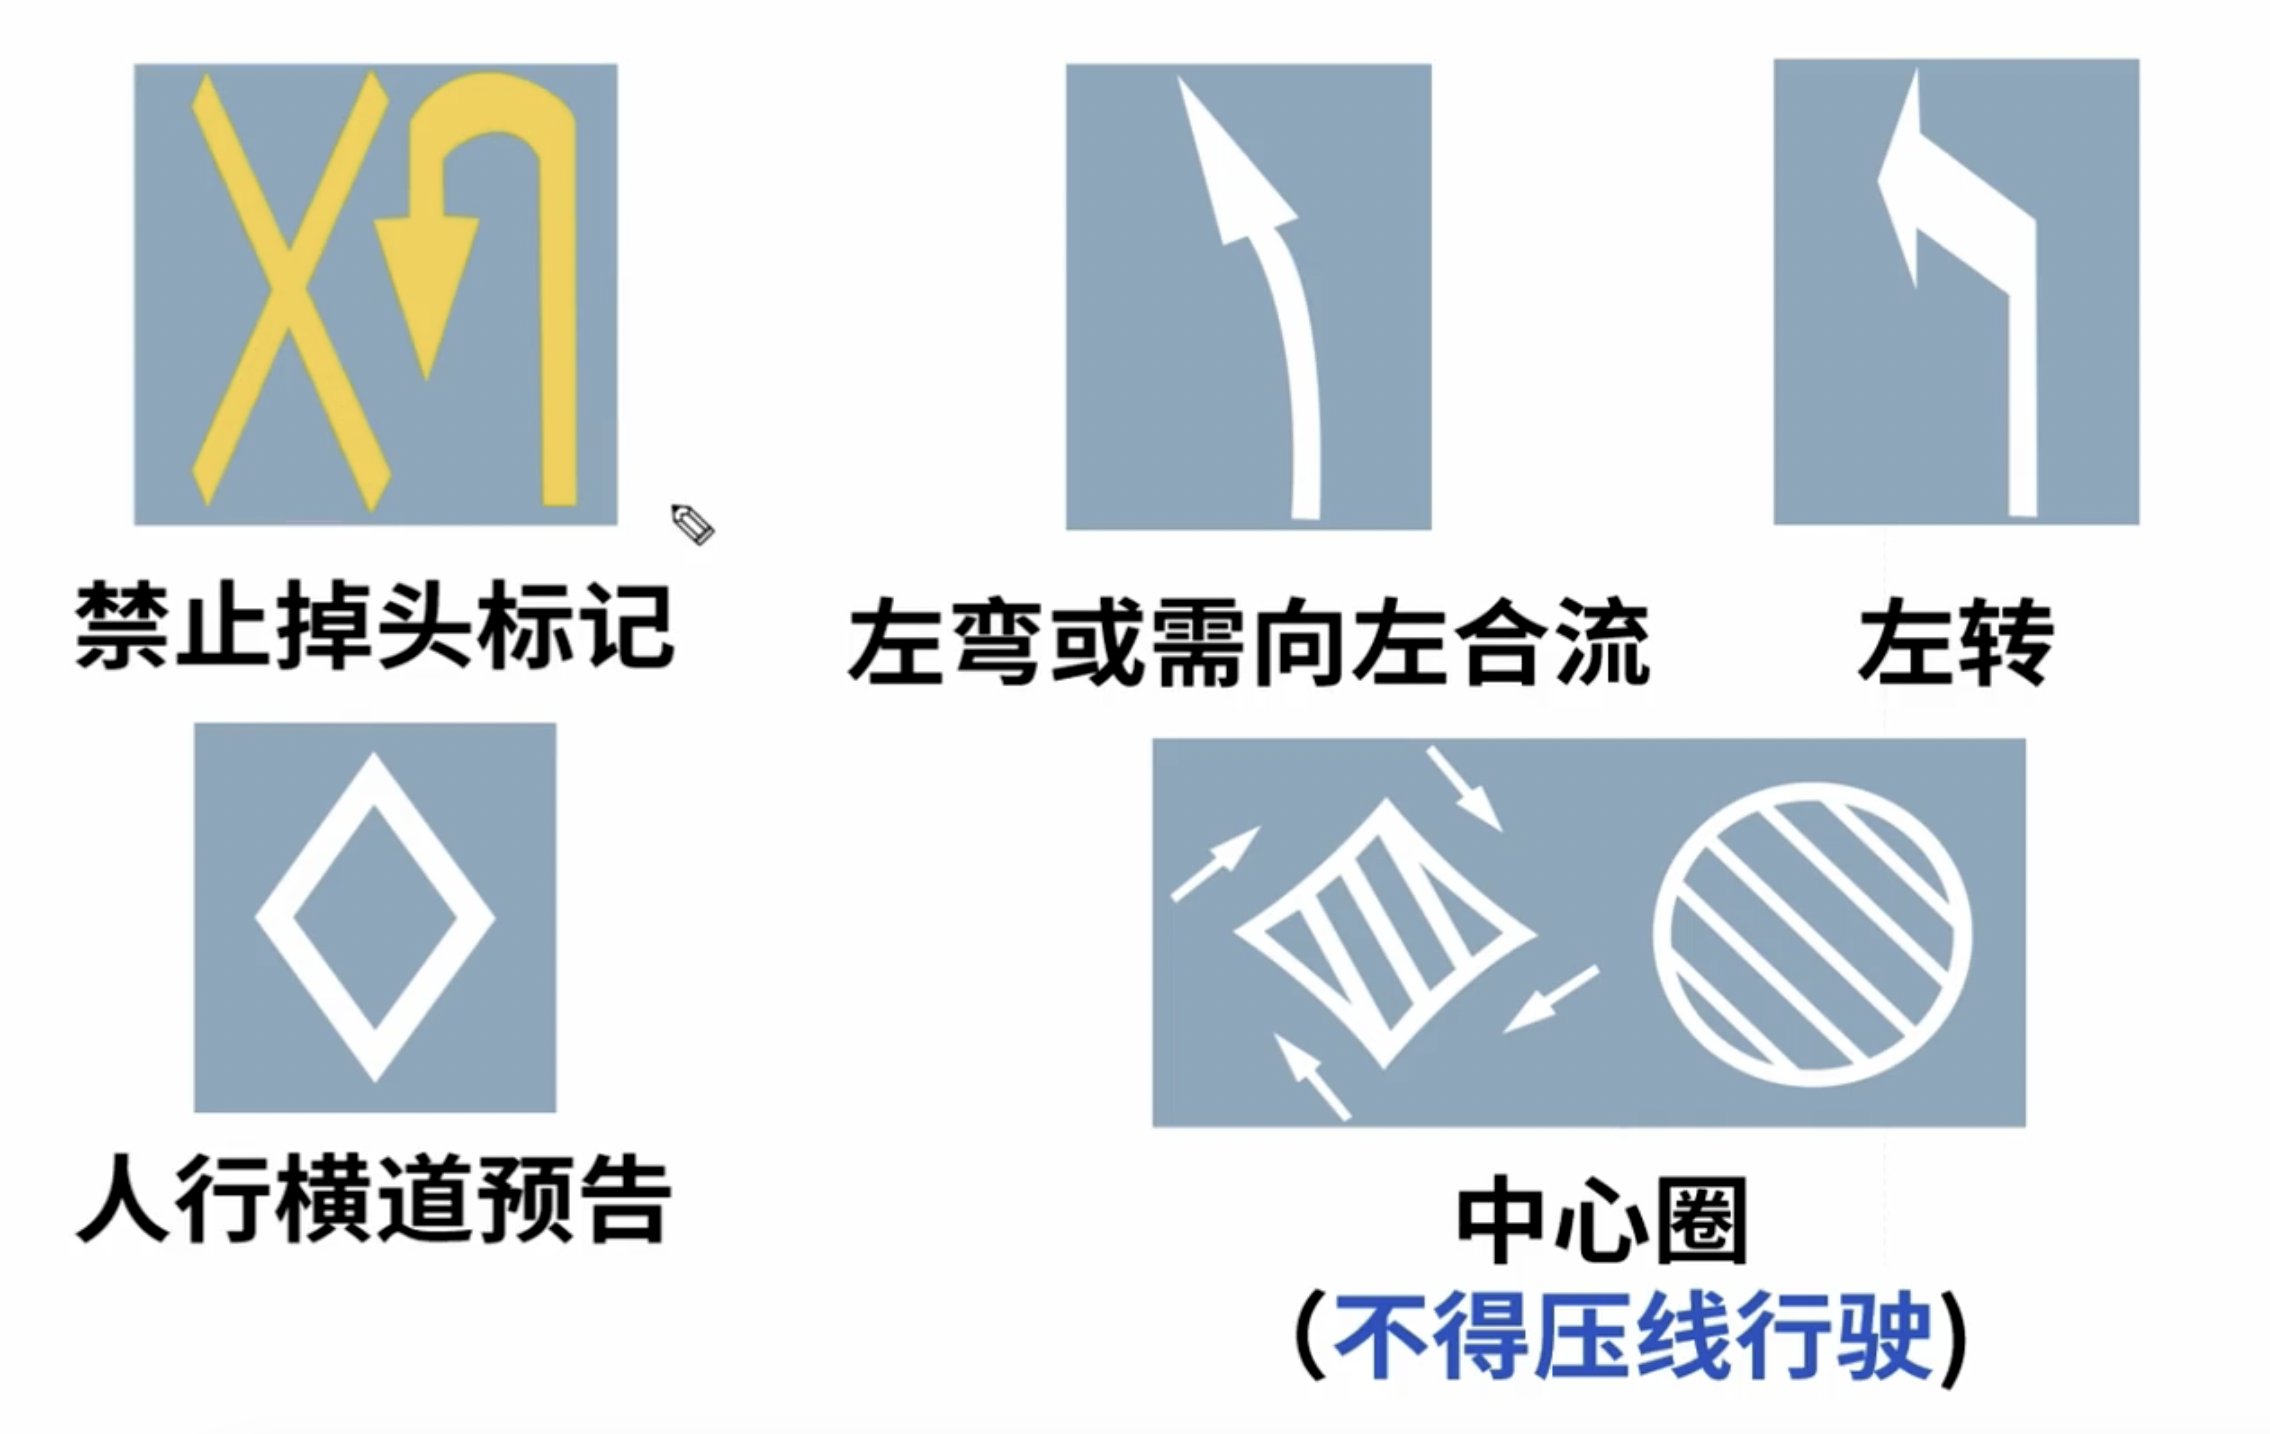 禁止掉头标记
左弯或需向左合流
左转
人行横道预告
中心圈
（不得压线行驶）